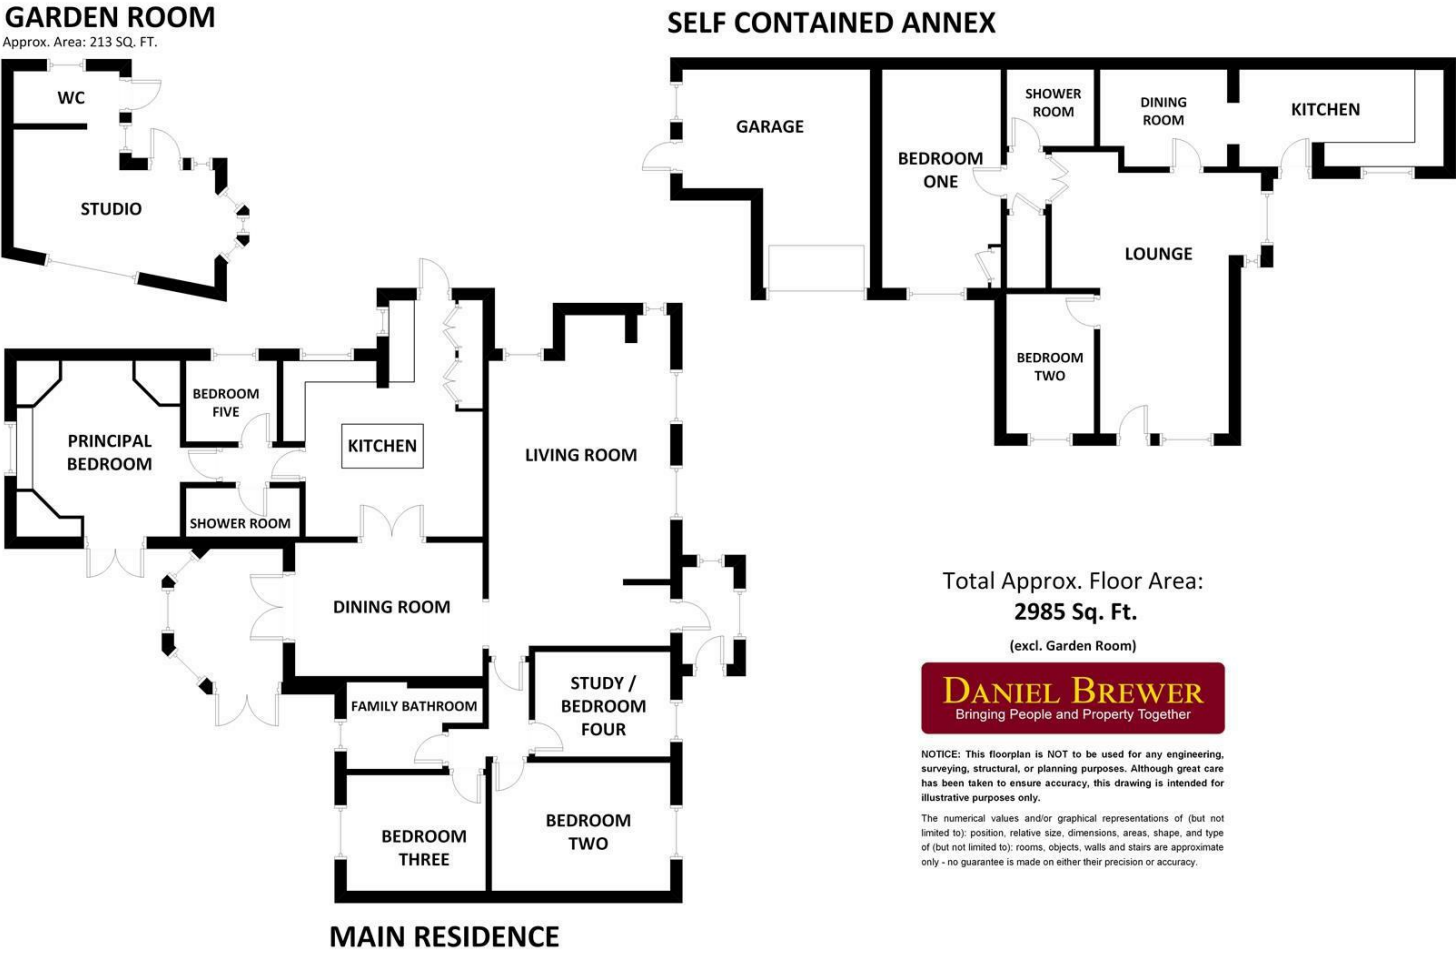 GARDEN ROOM
Approx. Area: 213 SQ. FT.
WC
STUDIO
SELF CONTAINED ANNEX
GARAGE
BEDROOM
ONE
SHOWER
ROOM
DINING
ROOM
KITCHEN
LOUNGE
BEDROOM
TWO
PRINCIPAL
BEDROOM
BEDROOM
FIVE
KITCHEN
LIVING ROOM
SHOWER ROOM
DINING ROOM
FAMILY BATHROOM
STUDY /
BEDROOM
FOUR
BEDROOM
THREE
BEDROOM
TWO
MAIN RESIDENCE
Total Approx. Floor Area:
2985 Sq. Ft.
(excl. Garden Room)
DANIEL BREWER
Bringing People and Property Together
NOTICE: This floorplan is NOT to be used for any engineering,
surveying, structural, or planning purposes. Although great care
has been taken to ensure accuracy, this drawing is intended for
illustrative purposes only.
The numerical values and/or graphical representations of (but not
limited to): position, relative size, dimensions, areas, shape, and type
of (but not limited to): rooms, objects, walls and stairs are approximate
only - no guarantee is made on either their precision or accuracy.